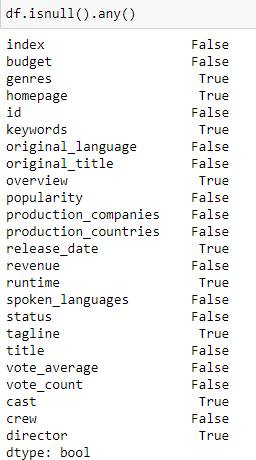 df.isnull().any()
index False
budget False
genres True
homepage True
id False
keywords True
original_language False
original_title False
overview True
popularity False
production_companies False
production_countries False
release_date True
revenue False
runtime True
spoken_languages False
status False
tagline True
title False
vote_average False
vote_count False
cast True
crew False
director True
dtype: bool